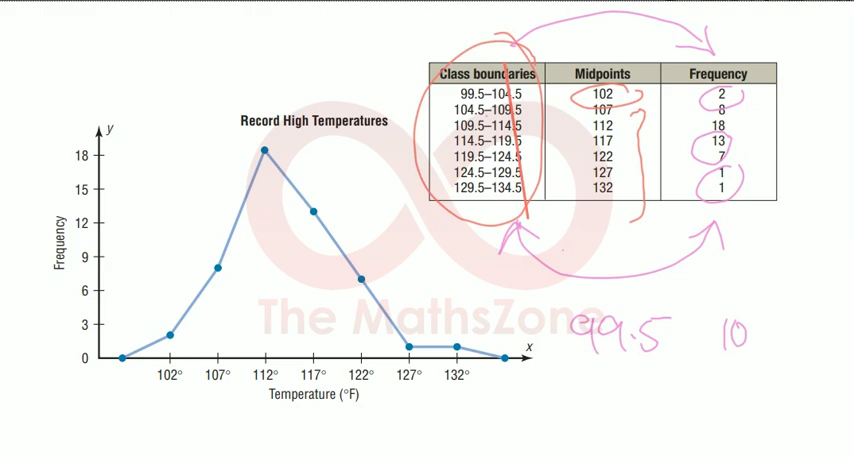 Class boundaries Midpoints Frequency
99.5–104.5 102 2
104.5–109.5 107 8
109.5–114.5 112 18
114.5–119.5 117 13
119.5–124.5 122 7
124.5–129.5 127 1
129.5–134.5 132 1
Record High Temperatures
y
18
15
12
9
6
3
0
Frequency
x
102° 107° 112° 117° 122° 127° 132°
Temperature (°F)
The MathsZone
99.5 10